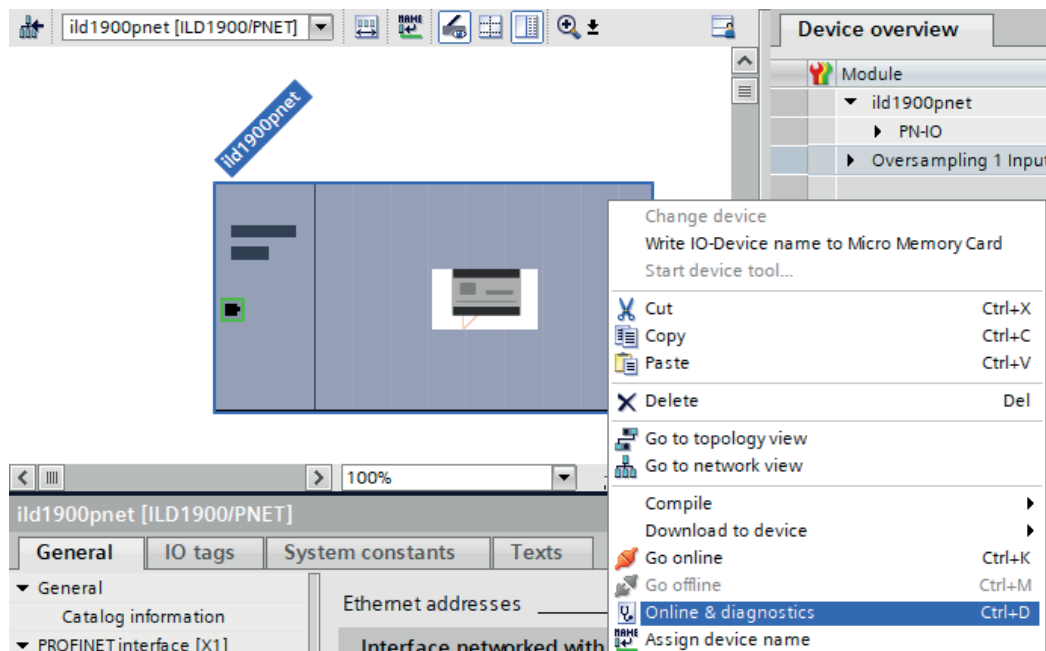 ild1900pnet [ILD1900/PNET]
NAME
Device overview
Module
ild1900pnet
PN-IO
Oversampling 1 Input
ild1900pnet
Change device
Write IO-Device name to Micro Memory Card
Start device tool...
Cut Ctrl+X
Copy Ctrl+C
Paste Ctrl+V
Delete Del
Go to topology view
Go to network view
Compile
Download to device
Go online Ctrl+K
Go offline Ctrl+M
Online & diagnostics Ctrl+D
NAME
Assign device name
100%
ild1900pnet [ILD1900/PNET]
General IO tags System constants Texts
General
Catalog information
PROFINET interface [X1]
Ethernet addresses
Interface networked with